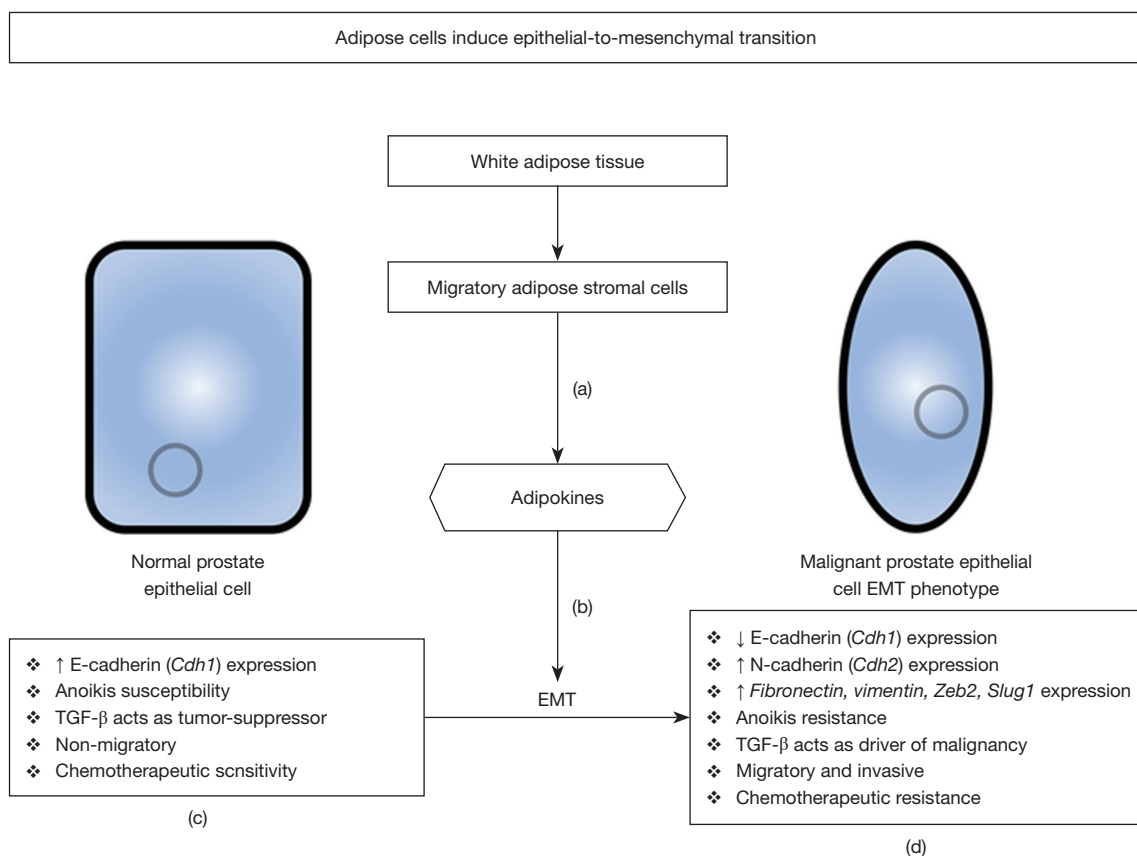 Adipose cells induce epithelial-to-mesenchymal transition
White adipose tissue
Migratory adipose stromal cells
(a)
Adipokines
Normal prostate
epithelial cell
Malignant prostate epithelial
cell EMT phenotype
(b)
❖ ↑ E-cadherin (Cdh1) expression
❖ Anoikis susceptibility
❖ TGF-β acts as tumor-suppressor
❖ Non-migratory
❖ Chemotherapeutic scnsitivity
(c)
EMT
❖ ↓ E-cadherin (Cdh1) expression
❖ ↑ N-cadherin (Cdh2) expression
❖ ↑ Fibronectin, vimentin, Zeb2, Slug1 expression
❖ Anoikis resistance
❖ TGF-β acts as driver of malignancy
❖ Migratory and invasive
❖ Chemotherapeutic resistance
(d)